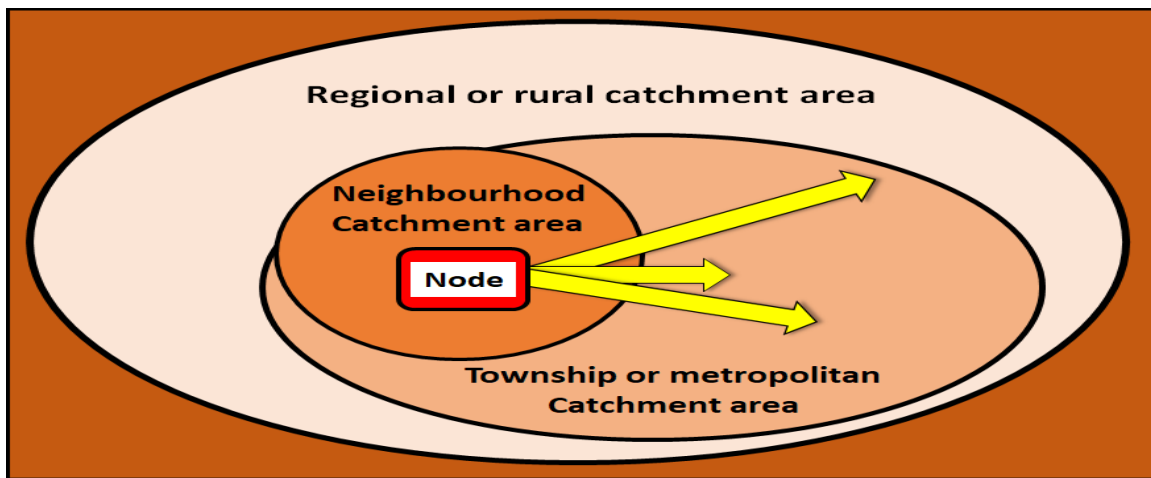 Regional or rural catchment area
Neighbourhood
Catchment area
Node
Township or metropolitan
Catchment area